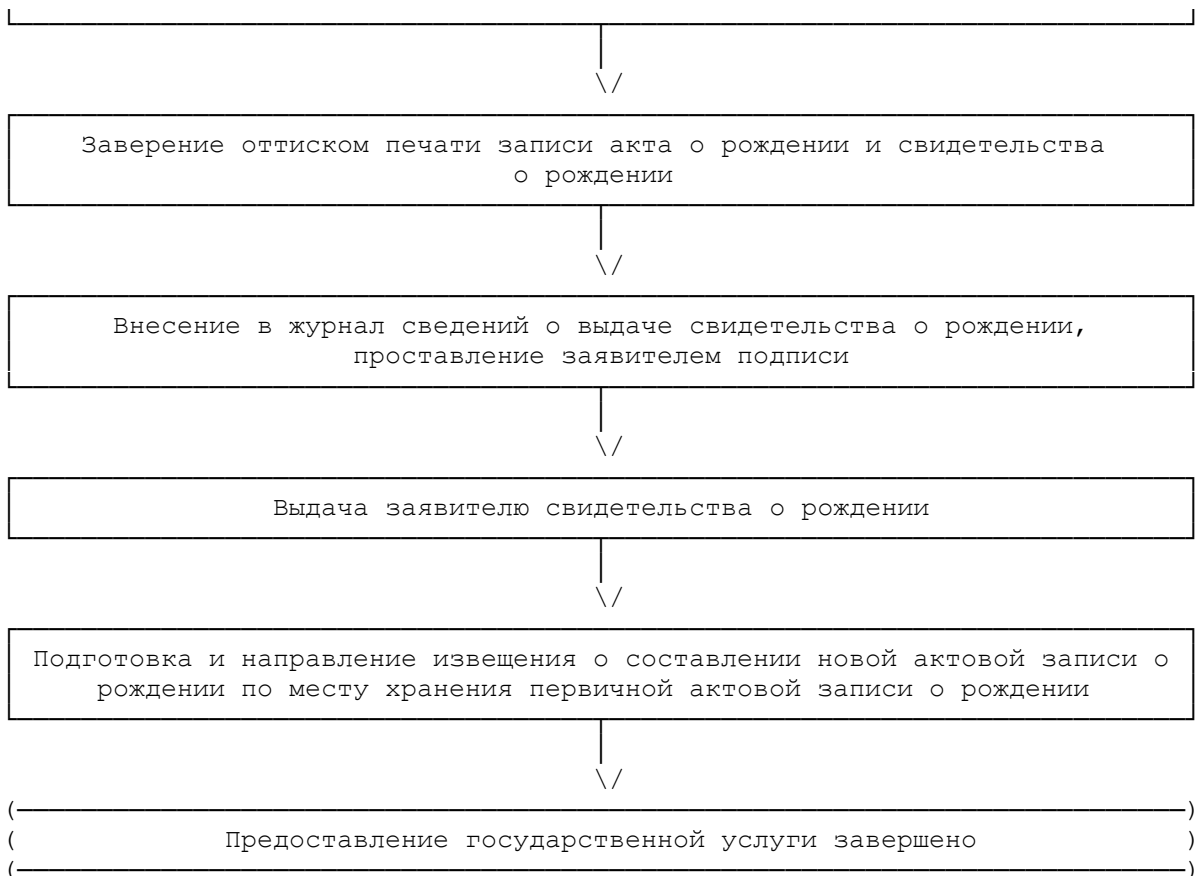 Заверение оттиском печати записи акта о рождении и свидетельства
о рождении
Внесение в журнал сведений о выдаче свидетельства о рождении,
проставление заявителем подписи
Выдача заявителю свидетельства о рождении
Подготовка и направление извещения о составлении новой актовой записи о
рождении по месту хранения первичной актовой записи о рождении
Предоставление государственной услуги завершено